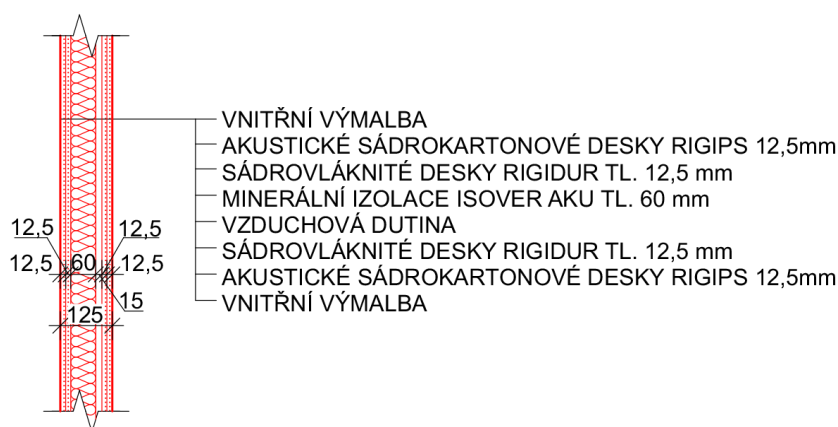 VNITŘNÍ VÝMALBA
AKUSTICKÉ SÁDROKARTONOVÉ DESKY RIGIPS 12,5mm
SÁDROVLÁKNITÉ DESKY RIGIDUR TL. 12,5 mm
MINERÁLNÍ IZOLACE ISOVER AKU TL. 60 mm
VZDUCHOVÁ DUTINA
SÁDROVLÁKNITÉ DESKY RIGIDUR TL. 12,5 mm
AKUSTICKÉ SÁDROKARTONOVÉ DESKY RIGIPS 12,5mm
VNITŘNÍ VÝMALBA
12,5 12,5
12,5 60 12,5
15
125